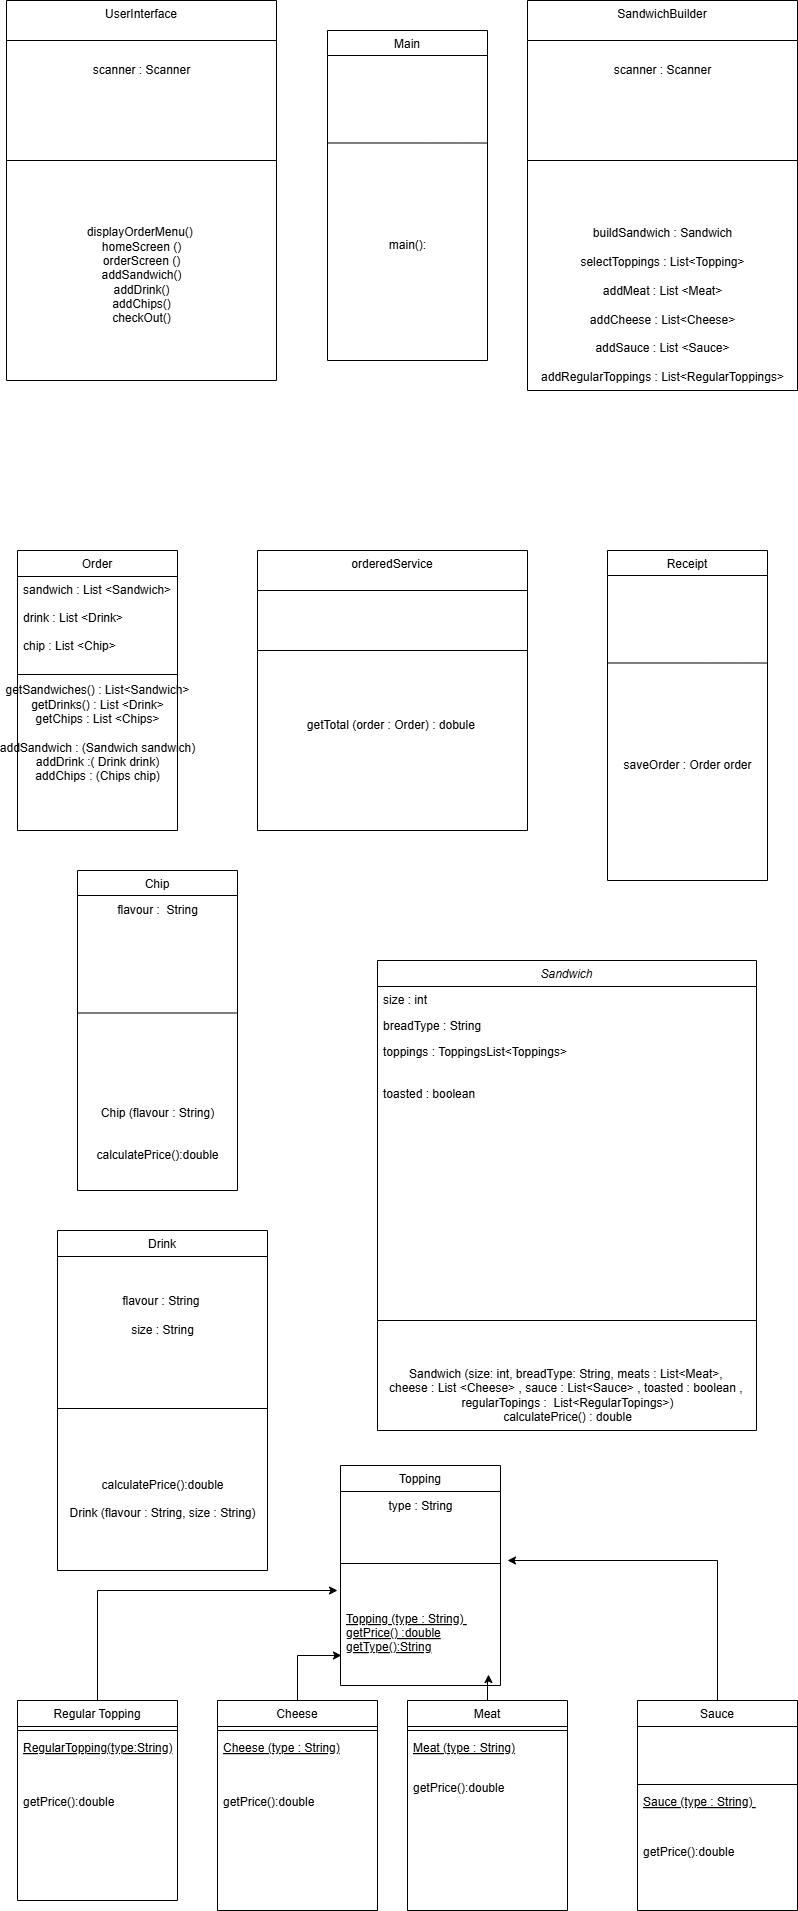 UserInterface
scanner : Scanner
displayOrderMenu()
homeScreen ()
orderScreen ()
addSandwich()
addDrink()
addChips()
checkOut()
Main
main():
SandwichBuilder
scanner : Scanner
buildSandwich : Sandwich
selectToppings : List<Topping>
addMeat : List <Meat>
addCheese : List<Cheese>
addSauce : List <Sauce>
addRegularToppings : List<RegularToppings>
Order
sandwich : List <Sandwich>
drink : List <Drink>
chip : List <Chip>
getSandwiches() : List<Sandwich>
getDrinks() : List <Drink>
getChips : List <Chips>
addSandwich : (Sandwich sandwich)
addDrink :( Drink drink)
addChips : (Chips chip)
orderedService
getTotal (order : Order) : dobule
Receipt
saveOrder : Order order
Chip
flavour :  String
Chip (flavour : String)
calculatePrice():double
Sandwich
size : int
breadType : String
toppings : ToppingsList<Toppings>
toasted : boolean
Sandwich (size: int, breadType: String, meats : List<Meat>,
cheese : List <Cheese> , sauce : List<Sauce> , toasted : boolean ,
regularTopings :  List<RegularTopings>)
calculatePrice() : double
Drink
flavour : String
size : String
calculatePrice():double
Drink (flavour : String, size : String)
Topping
type : String
Topping (type : String)
getPrice() :double
getType():String
Regular Topping
RegularTopping(type:String)
getPrice():double
Cheese
Cheese (type : String)
getPrice():double
Meat
Meat (type : String)
getPrice():double
Sauce
Sauce (type : String)
getPrice():double